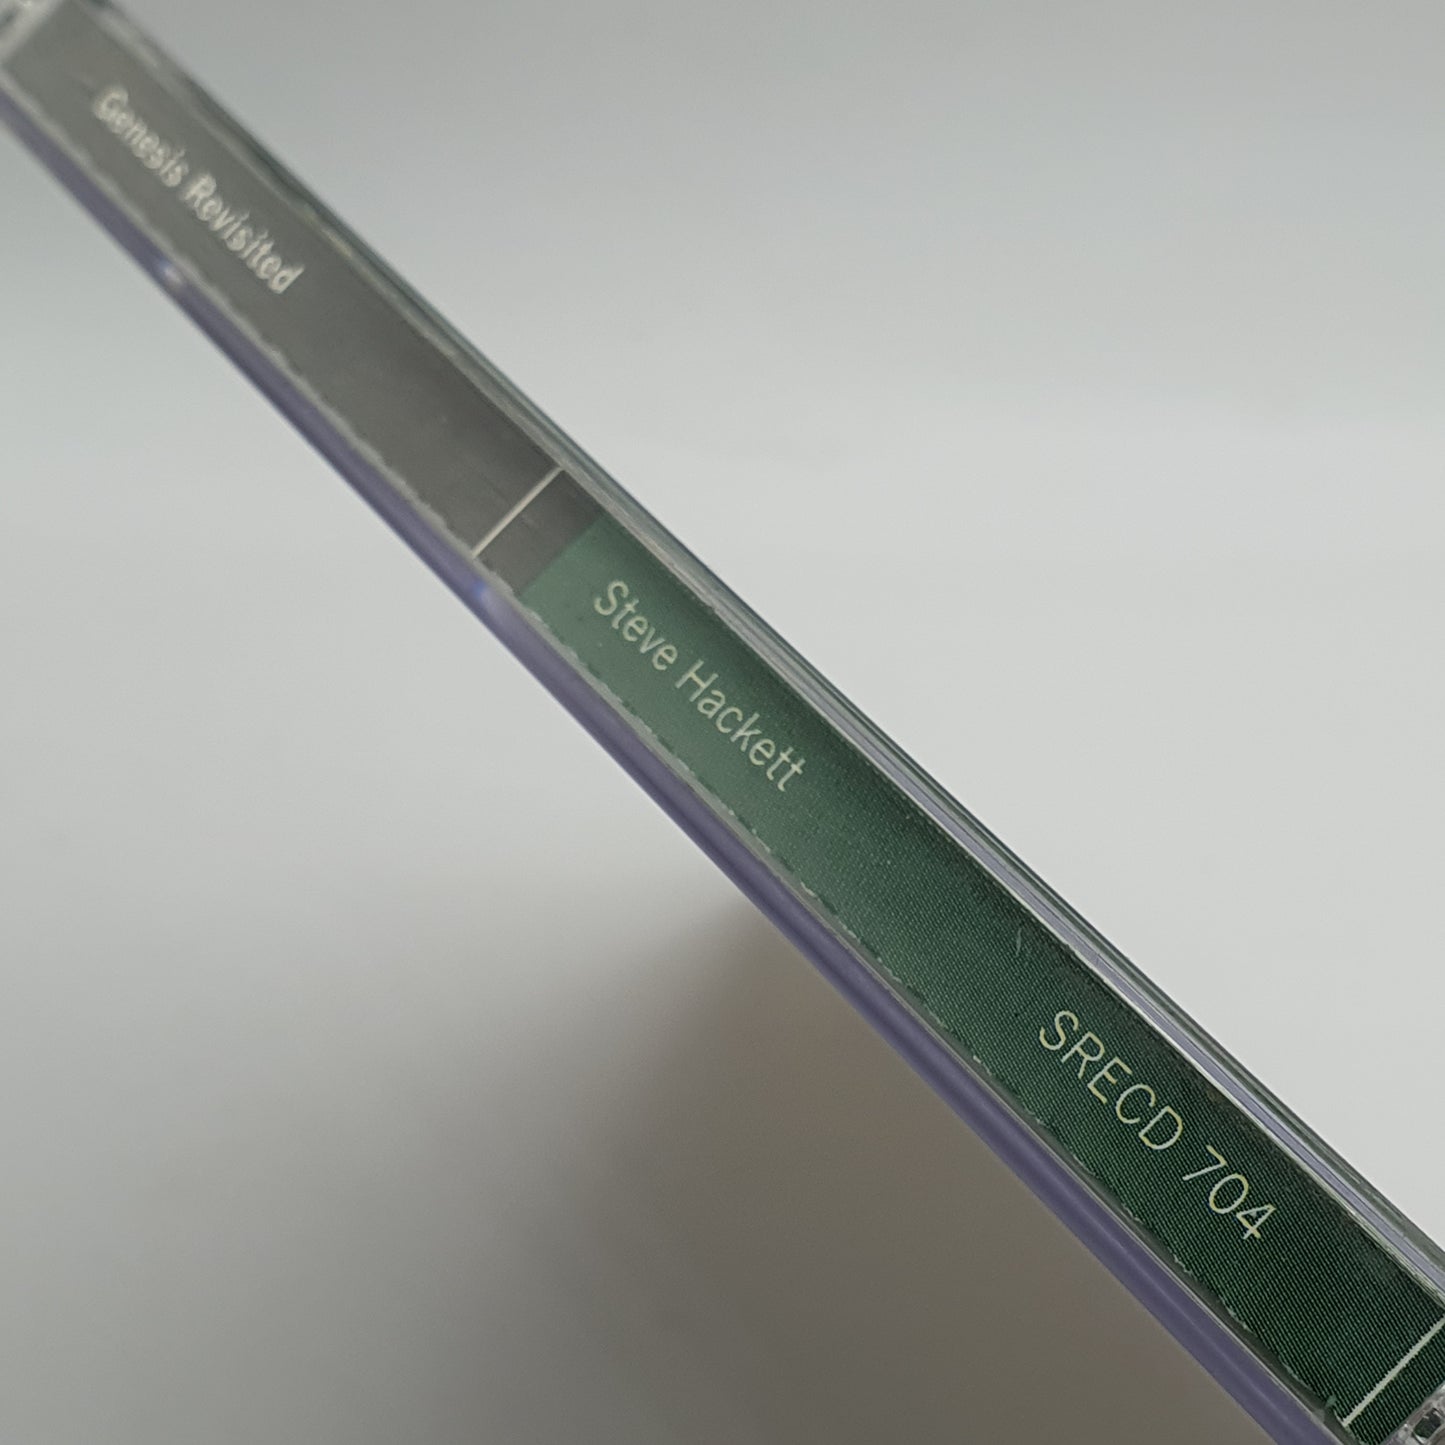 Genesis Revisited
Steve Hackett
SRECD 704